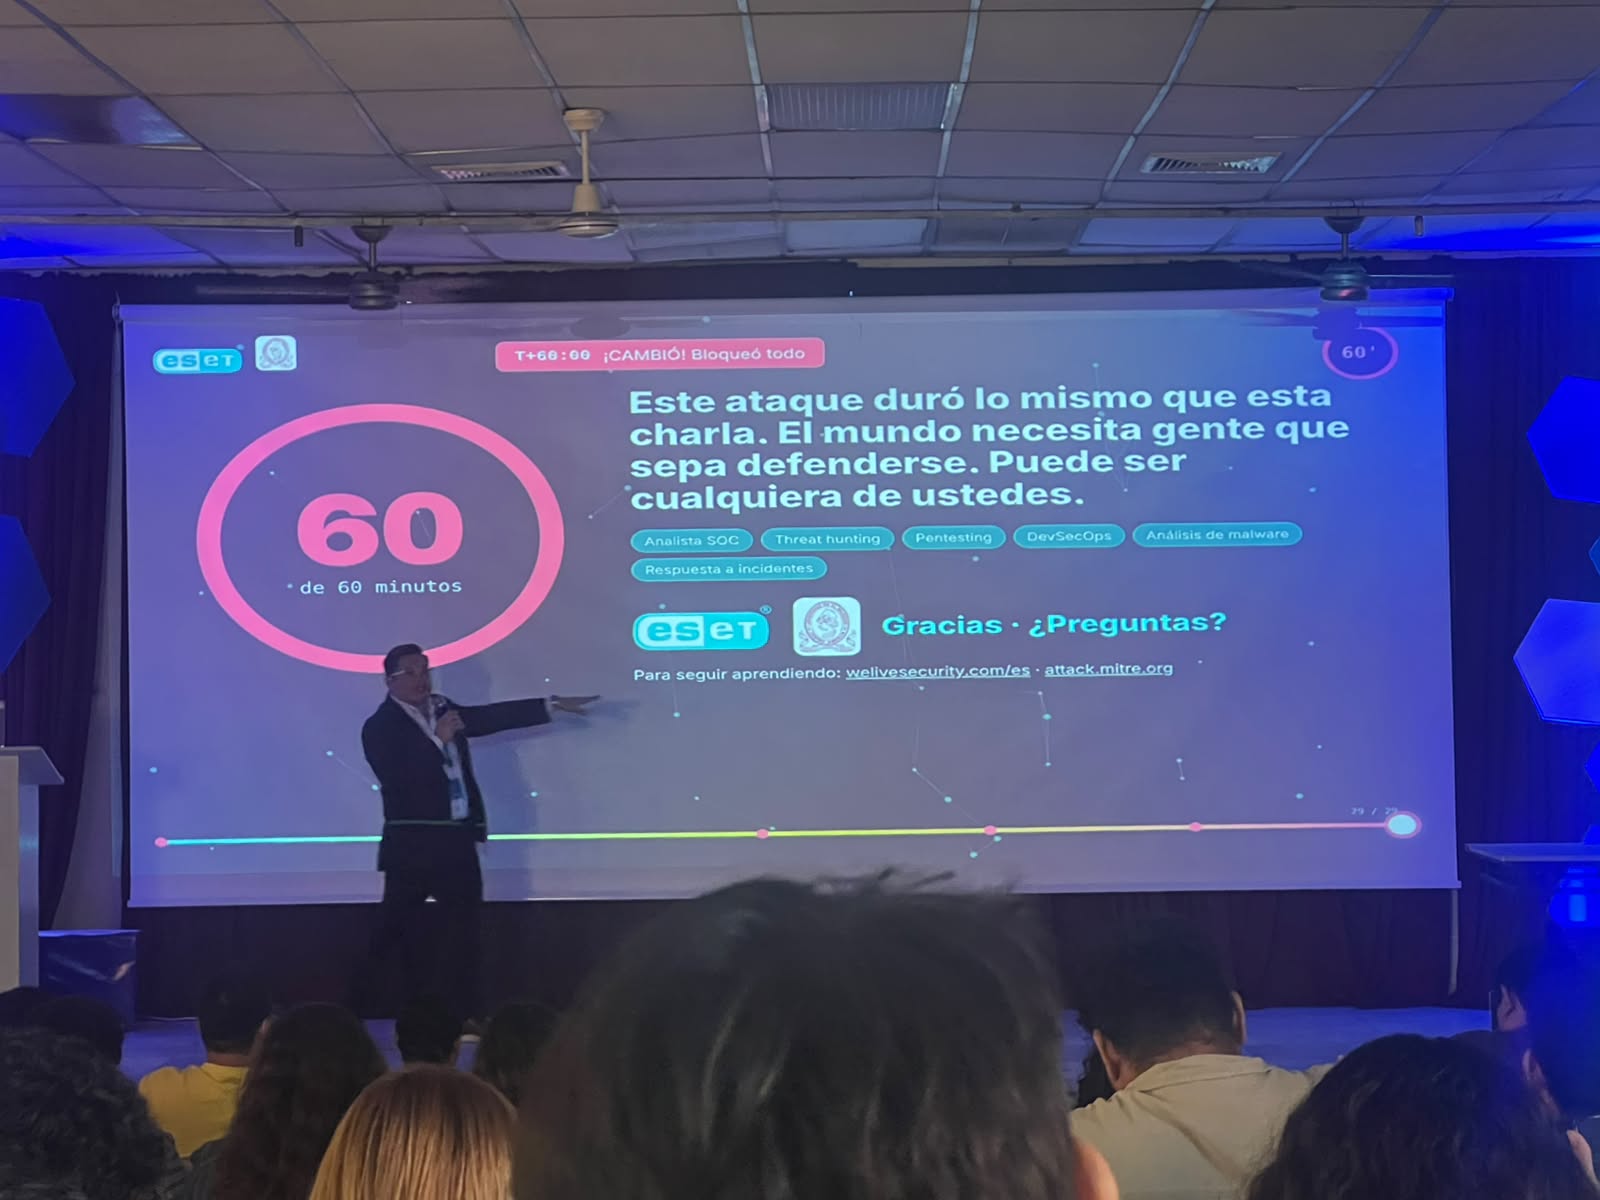 eseT
T+60:00 ¡CAMBIÓ! Bloqueó todo
60'
60
de 60 minutos
Este ataque duró lo mismo que esta
charla. El mundo necesita gente que
sepa defenderse. Puede ser
cualquiera de ustedes.
Analista SOC
Threat hunting
Pentesting
DevSecOps
Análisis de malware
Respuesta a incidentes
eseT®
Gracias · ¿Preguntas?
Para seguir aprendiendo: welivesecurity.com/es · attack.mitre.org
29 / 29